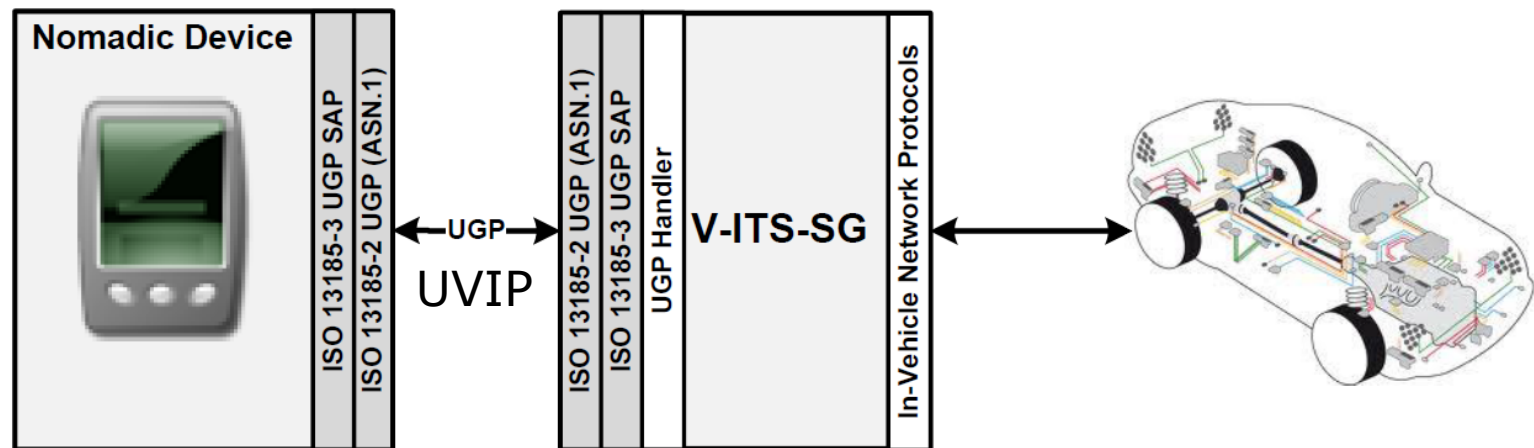 Nomadic Device
ISO 13185-3 UGP SAP
ISO 13185-2 UGP (ASN.1)
UGP
UVIP
ISO 13185-2 UGP (ASN.1)
ISO 13185-3 UGP SAP
UGP Handler
V-ITS-SG
In-Vehicle Network Protocols